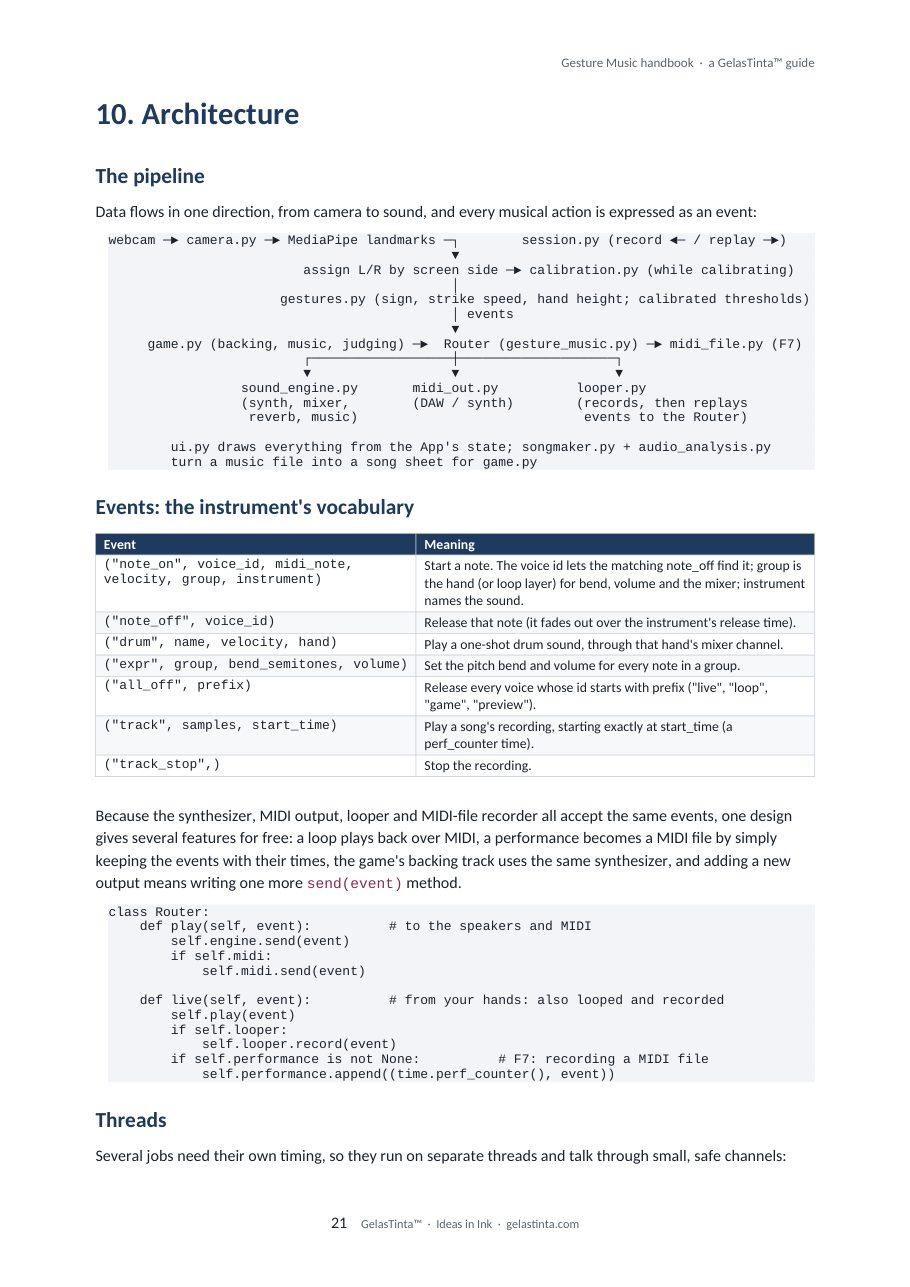 Gesture Music handbook · a GelasTinta™ guide
10. Architecture
The pipeline
Data flows in one direction, from camera to sound, and every musical action is expressed as an event:
webcam ─► camera.py ─► MediaPipe landmarks ─┐        session.py (record ◄─ / replay ─►)
                                            ▼
                         assign L/R by screen side ─► calibration.py (while calibrating)
                                            │
                      gestures.py (sign, strike speed, hand height; calibrated thresholds)
                                            │ events
                                            ▼
     game.py (backing, music, judging) ─►  Router (gesture_music.py) ─► midi_file.py (F7)
                         ┌──────────────────┼────────────────────┐
                         ▼                  ▼                    ▼
                 sound_engine.py       midi_out.py          looper.py
                 (synth, mixer,        (DAW / synth)        (records, then replays
                  reverb, music)                             events to the Router)
        ui.py draws everything from the App's state; songmaker.py + audio_analysis.py
        turn a music file into a song sheet for game.py
Events: the instrument's vocabulary
Event Meaning
("note_on", voice_id, midi_note,
velocity, group, instrument)
Start a note. The voice id lets the matching note_off find it; group is
the hand (or loop layer) for bend, volume and the mixer; instrument
names the sound.
("note_off", voice_id) Release that note (it fades out over the instrument's release time).
("drum", name, velocity, hand) Play a one-shot drum sound, through that hand's mixer channel.
("expr", group, bend_semitones, volume) Set the pitch bend and volume for every note in a group.
("all_off", prefix) Release every voice whose id starts with prefix ("live", "loop",
"game", "preview").
("track", samples, start_time) Play a song's recording, starting exactly at start_time (a
perf_counter time).
("track_stop",) Stop the recording.
Because the synthesizer, MIDI output, looper and MIDI-file recorder all accept the same events, one design
gives several features for free: a loop plays back over MIDI, a performance becomes a MIDI file by simply
keeping the events with their times, the game's backing track uses the same synthesizer, and adding a new
output means writing one more send(event) method.
class Router:
    def play(self, event):          # to the speakers and MIDI
        self.engine.send(event)
        if self.midi:
            self.midi.send(event)
    def live(self, event):          # from your hands: also looped and recorded
        self.play(event)
        if self.looper:
            self.looper.record(event)
        if self.performance is not None:          # F7: recording a MIDI file
            self.performance.append((time.perf_counter(), event))
Threads
Several jobs need their own timing, so they run on separate threads and talk through small, safe channels:
21 GelasTinta™ · Ideas in Ink · gelastinta.com